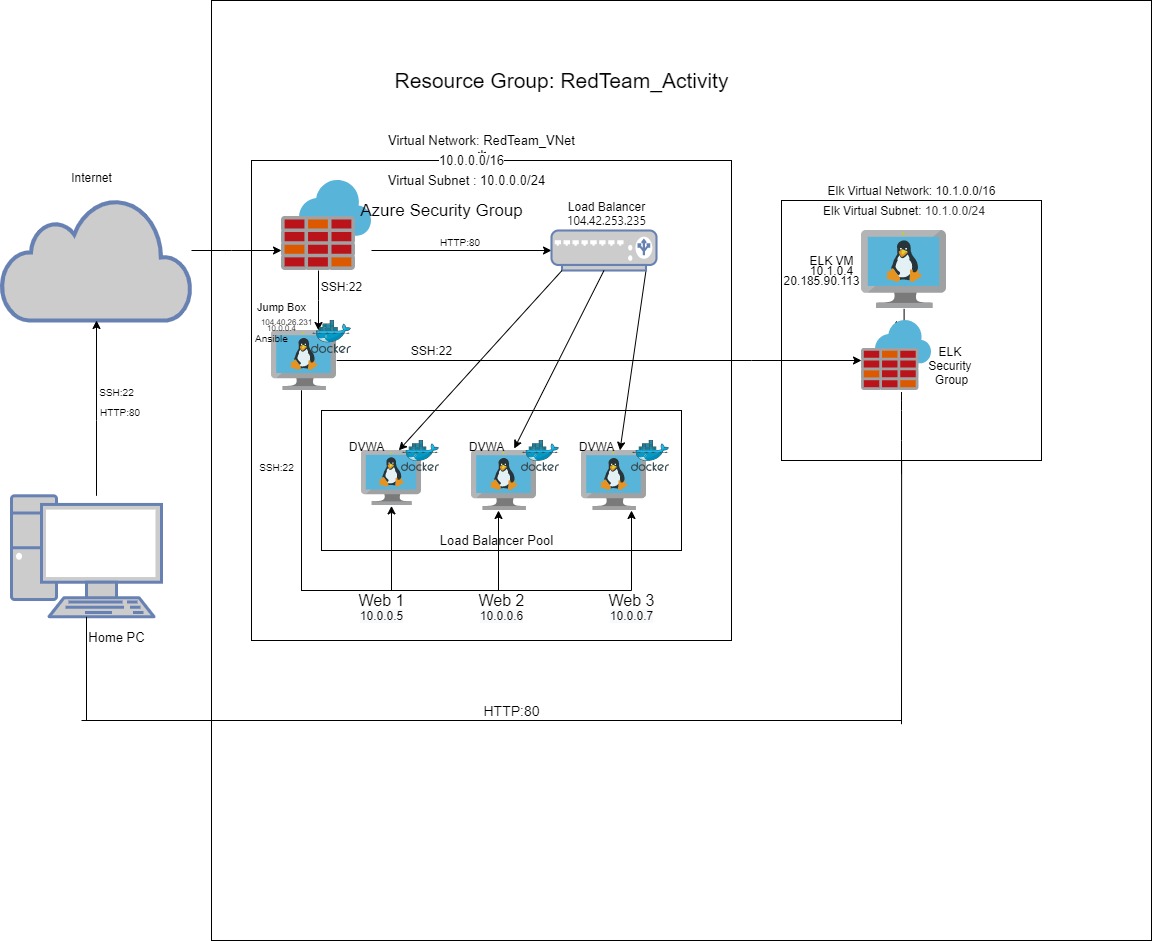 Resource Group: RedTeam_Activity
Virtual Network: RedTeam_VNet
10.0.0.0/16
Virtual Subnet : 10.0.0.0/24
Internet
Azure Security Group
Load Balancer
104.42.253.235
HTTP:80
SSH:22
Jump Box
104.40.26.231
10.0.0.4
Ansible
docker
SSH:22
Elk Virtual Network: 10.1.0.0/16
Elk Virtual Subnet: 10.1.0.0/24
ELK VM
10.1.0.4
20.185.90.113
ELK
Security
Group
SSH:22
HTTP:80
SSH:22
DVWA
docker
DVWA
docker
DVWA
docker
Load Balancer Pool
Web 1
10.0.0.5
Web 2
10.0.0.6
Web 3
10.0.0.7
Home PC
HTTP:80